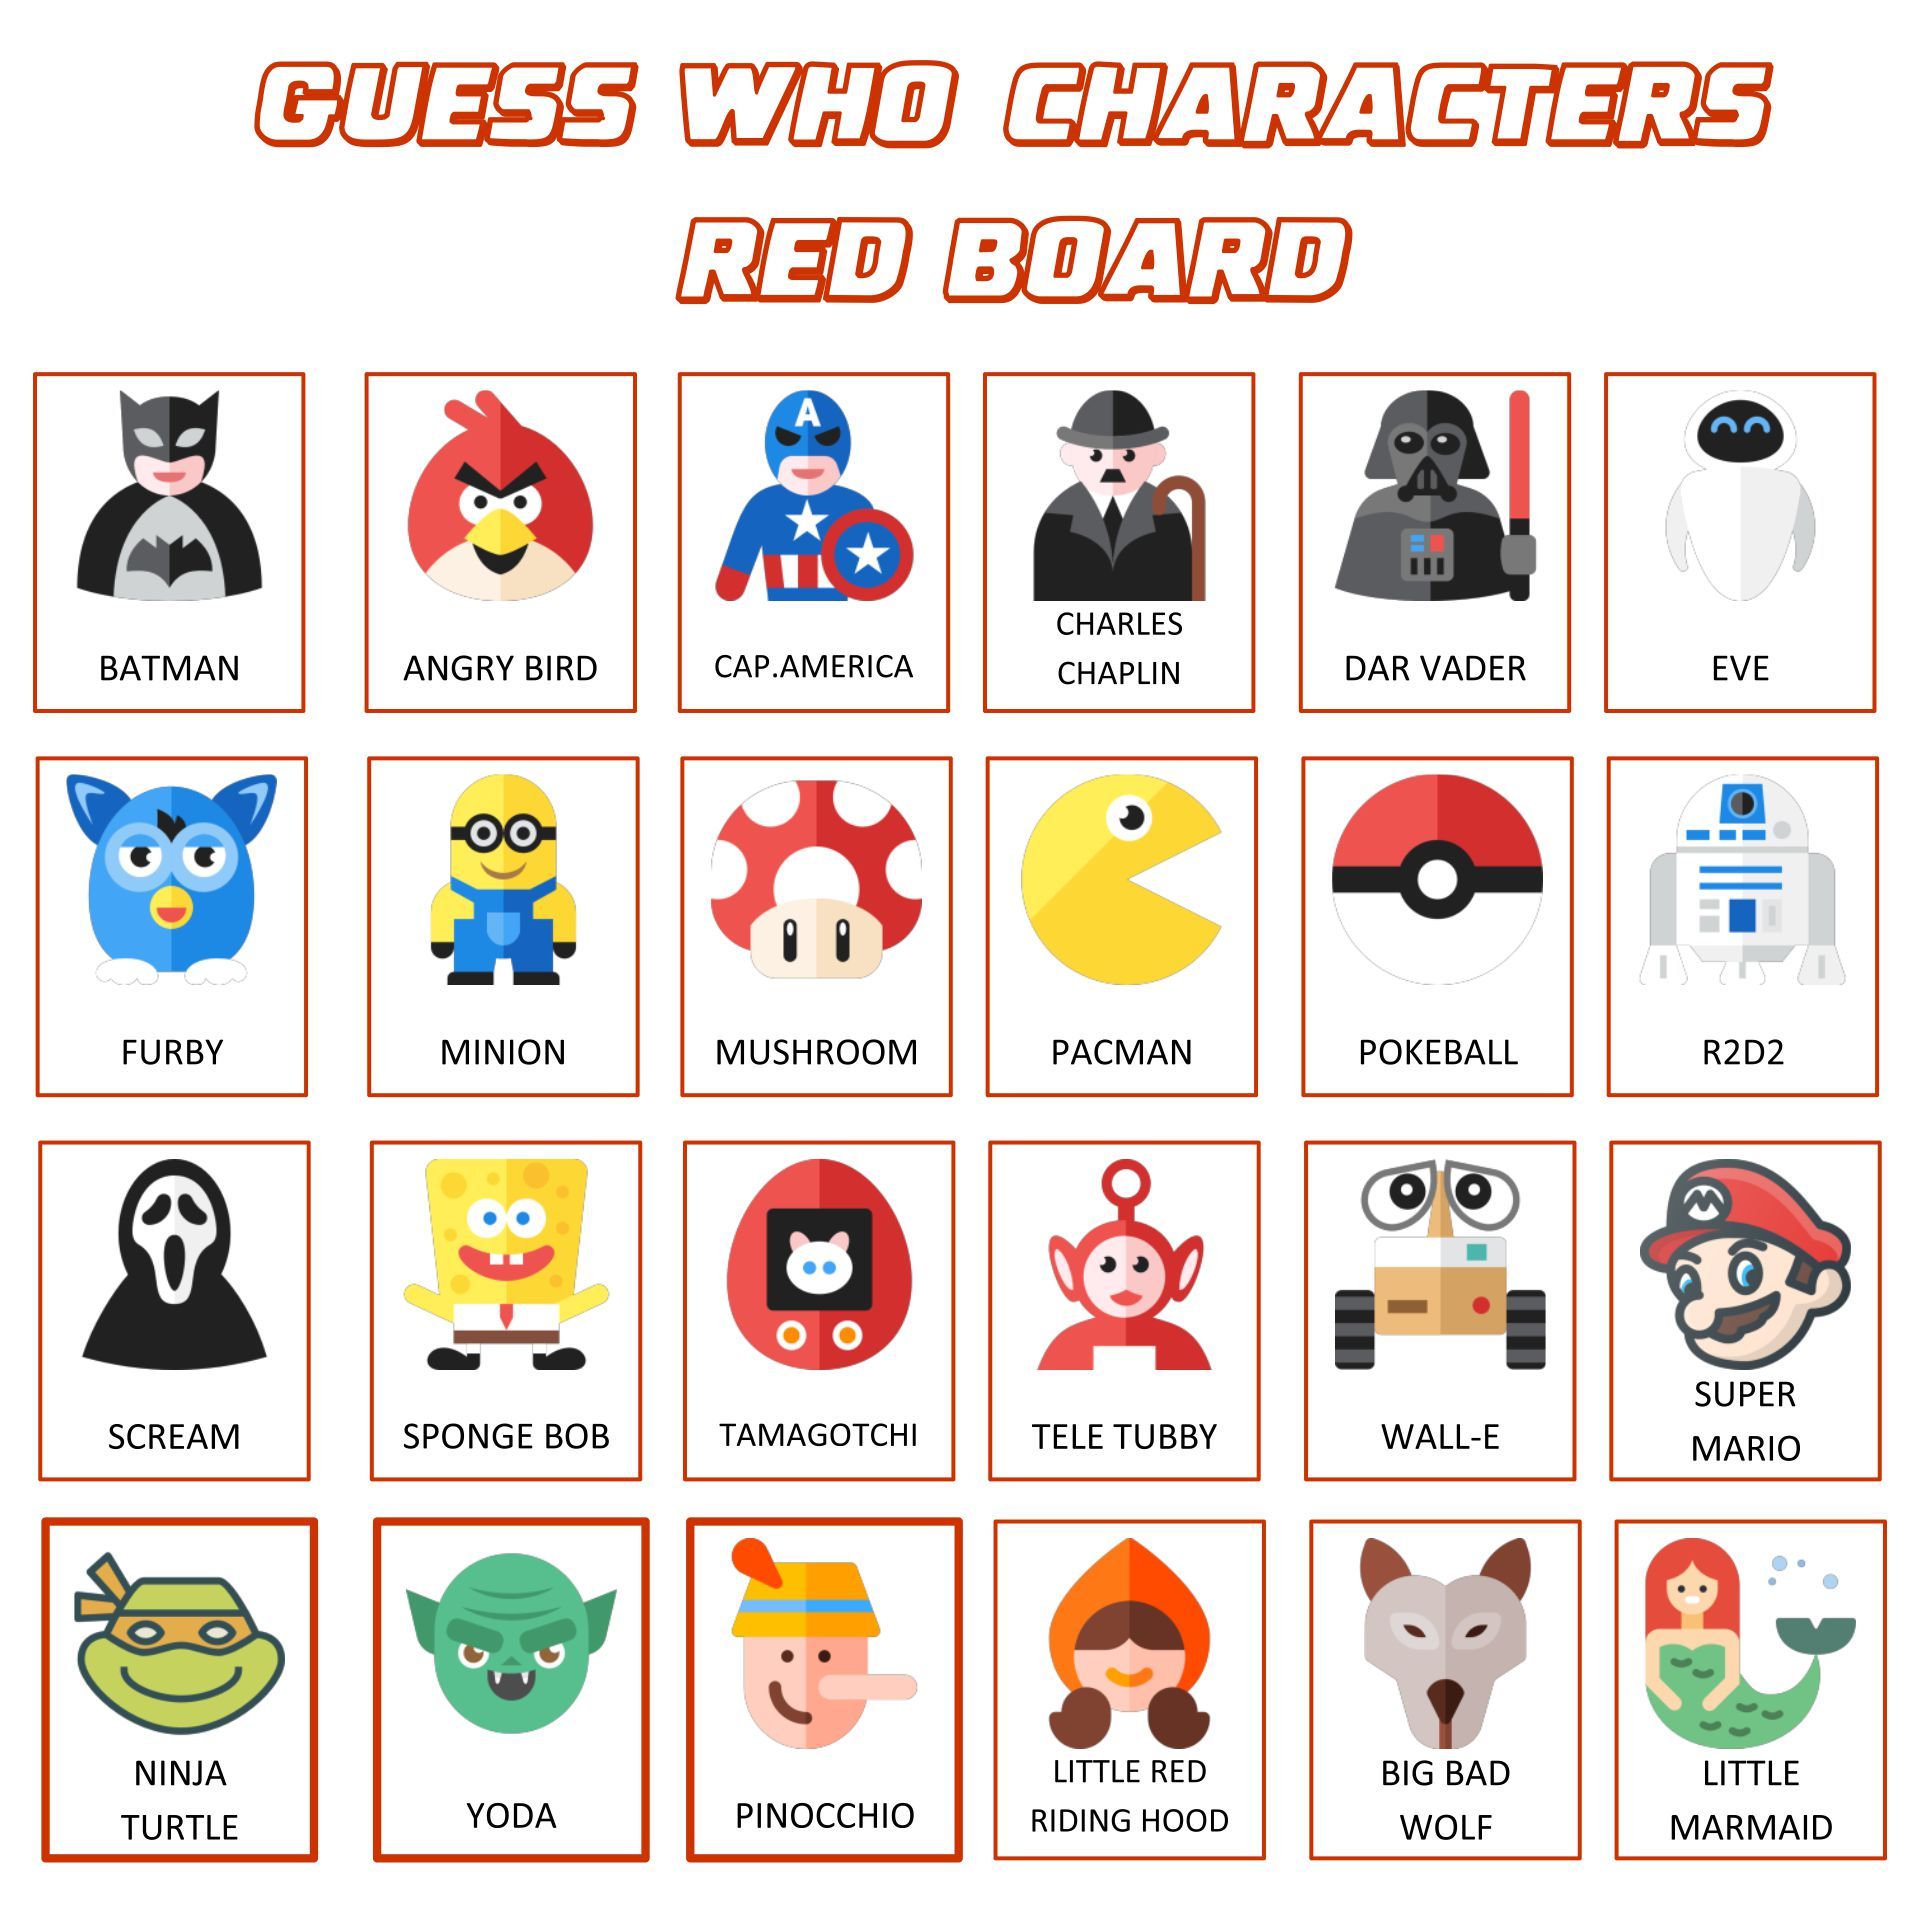 GUESS WHO CHARACTERS
RED BOARD
A
BATMAN
ANGRY BIRD
CAP.AMERICA
CHARLES
CHAPLIN
DAR VADER
EVE
FURBY
MINION
MUSHROOM
PACMAN
POKEBALL
R2D2
M
SCREAM
SPONGE BOB
TAMAGOTCHI
TELE TUBBY
WALL-E
SUPER
MARIO
NINJA
TURTLE
YODA
PINOCCHIO
LITTLE RED
RIDING HOOD
BIG BAD
WOLF
LITTLE
MARMAID